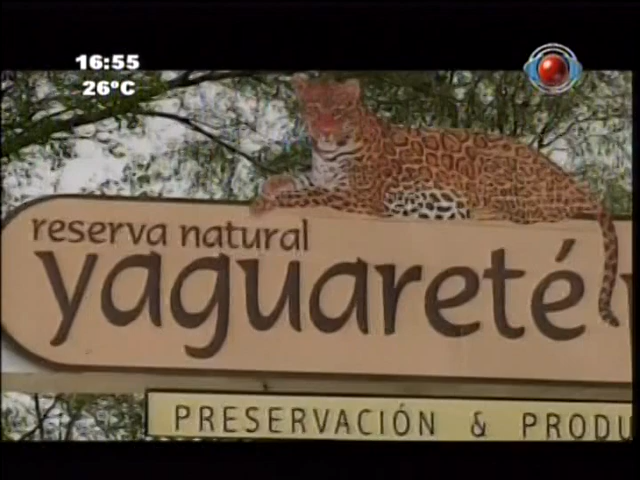 16:55
26°C
reserva natural
yaguareté
PRESERVACIÓN & PRODU